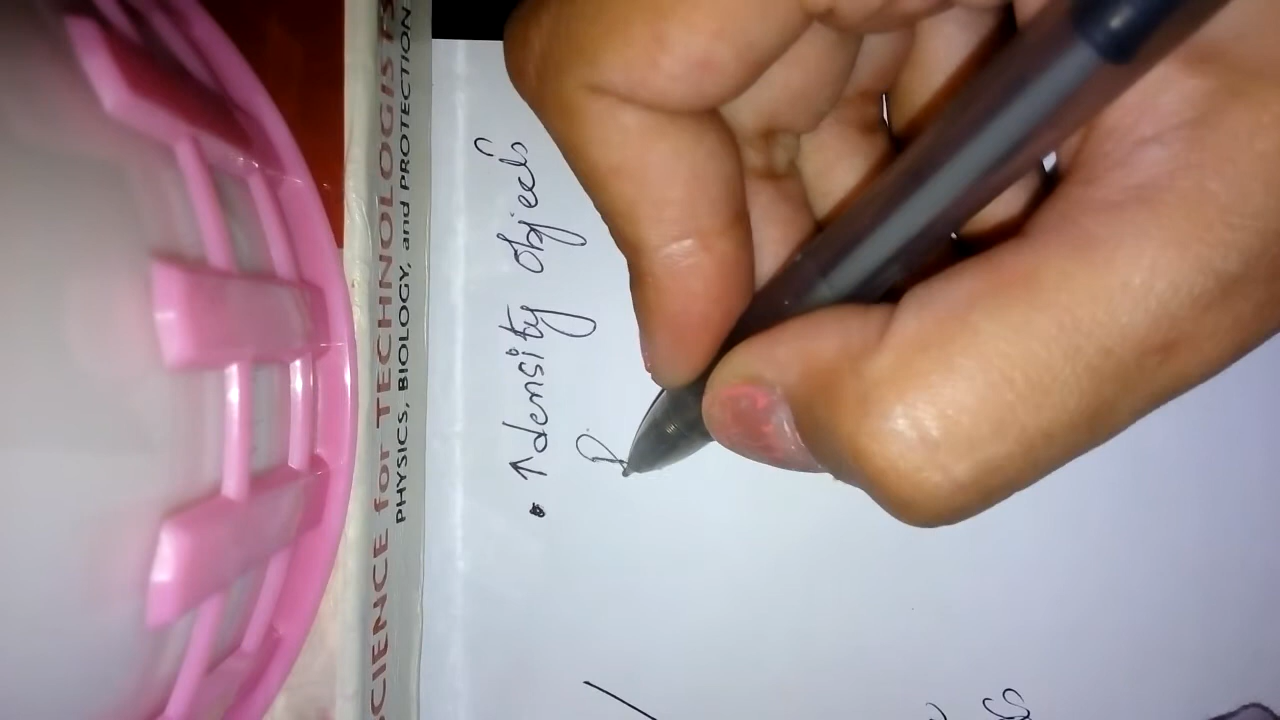 SCIENCE for TECHNOLOGIS
PHYSICS, BIOLOGY, and PROTECTION
• ↑ density objects
R